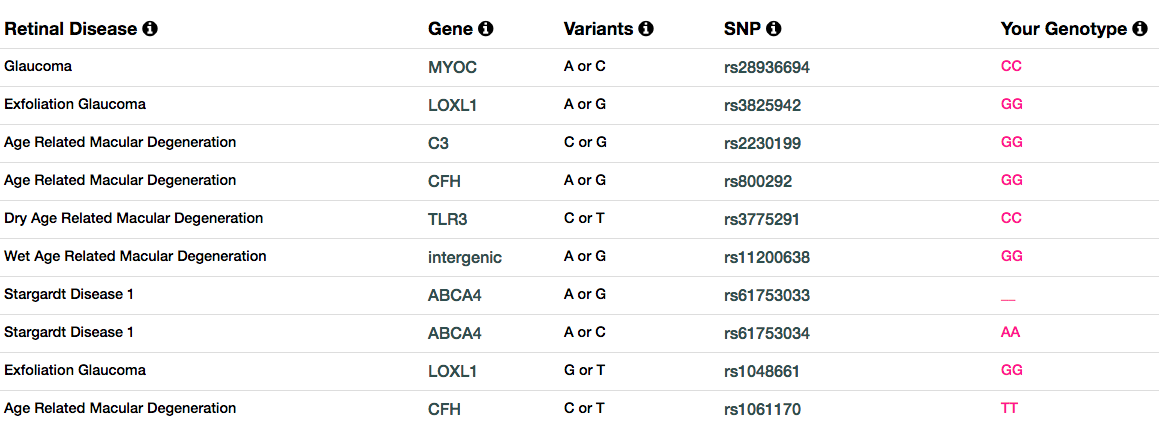 Retinal Disease Gene Variants SNP Your Genotype
Glaucoma MYOC A or C rs28936694 CC
Exfoliation Glaucoma LOXL1 A or G rs3825942 GG
Age Related Macular Degeneration C3 C or G rs2230199 GG
Age Related Macular Degeneration CFH A or G rs800292 GG
Dry Age Related Macular Degeneration TLR3 C or T rs3775291 CC
Wet Age Related Macular Degeneration intergenic A or G rs11200638 GG
Stargardt Disease 1 ABCA4 A or G rs61753033 __
Stargardt Disease 1 ABCA4 A or C rs61753034 AA
Exfoliation Glaucoma LOXL1 G or T rs1048661 GG
Age Related Macular Degeneration CFH C or T rs1061170 TT